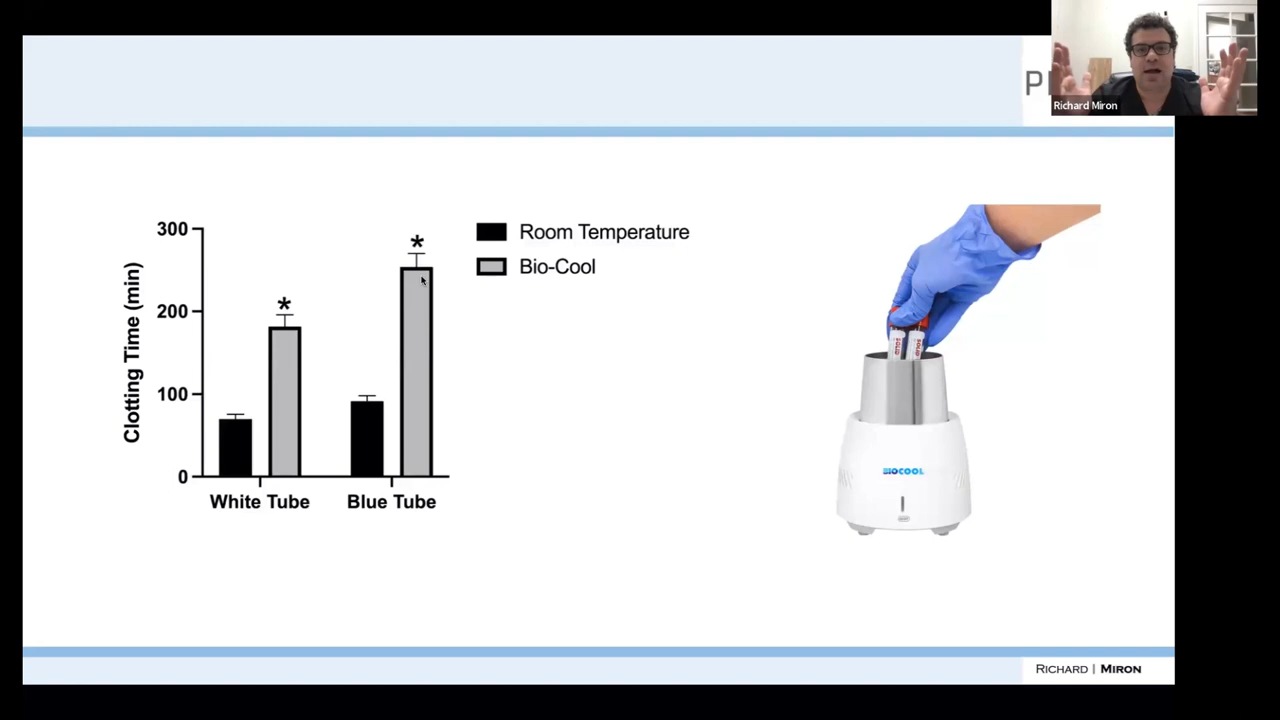 Richard Miron
300
200
100
0
Clotting Time (min)
*
*
White Tube
Blue Tube
Room Temperature
Bio-Cool
BIOCOOL
RICHARD | MIRON